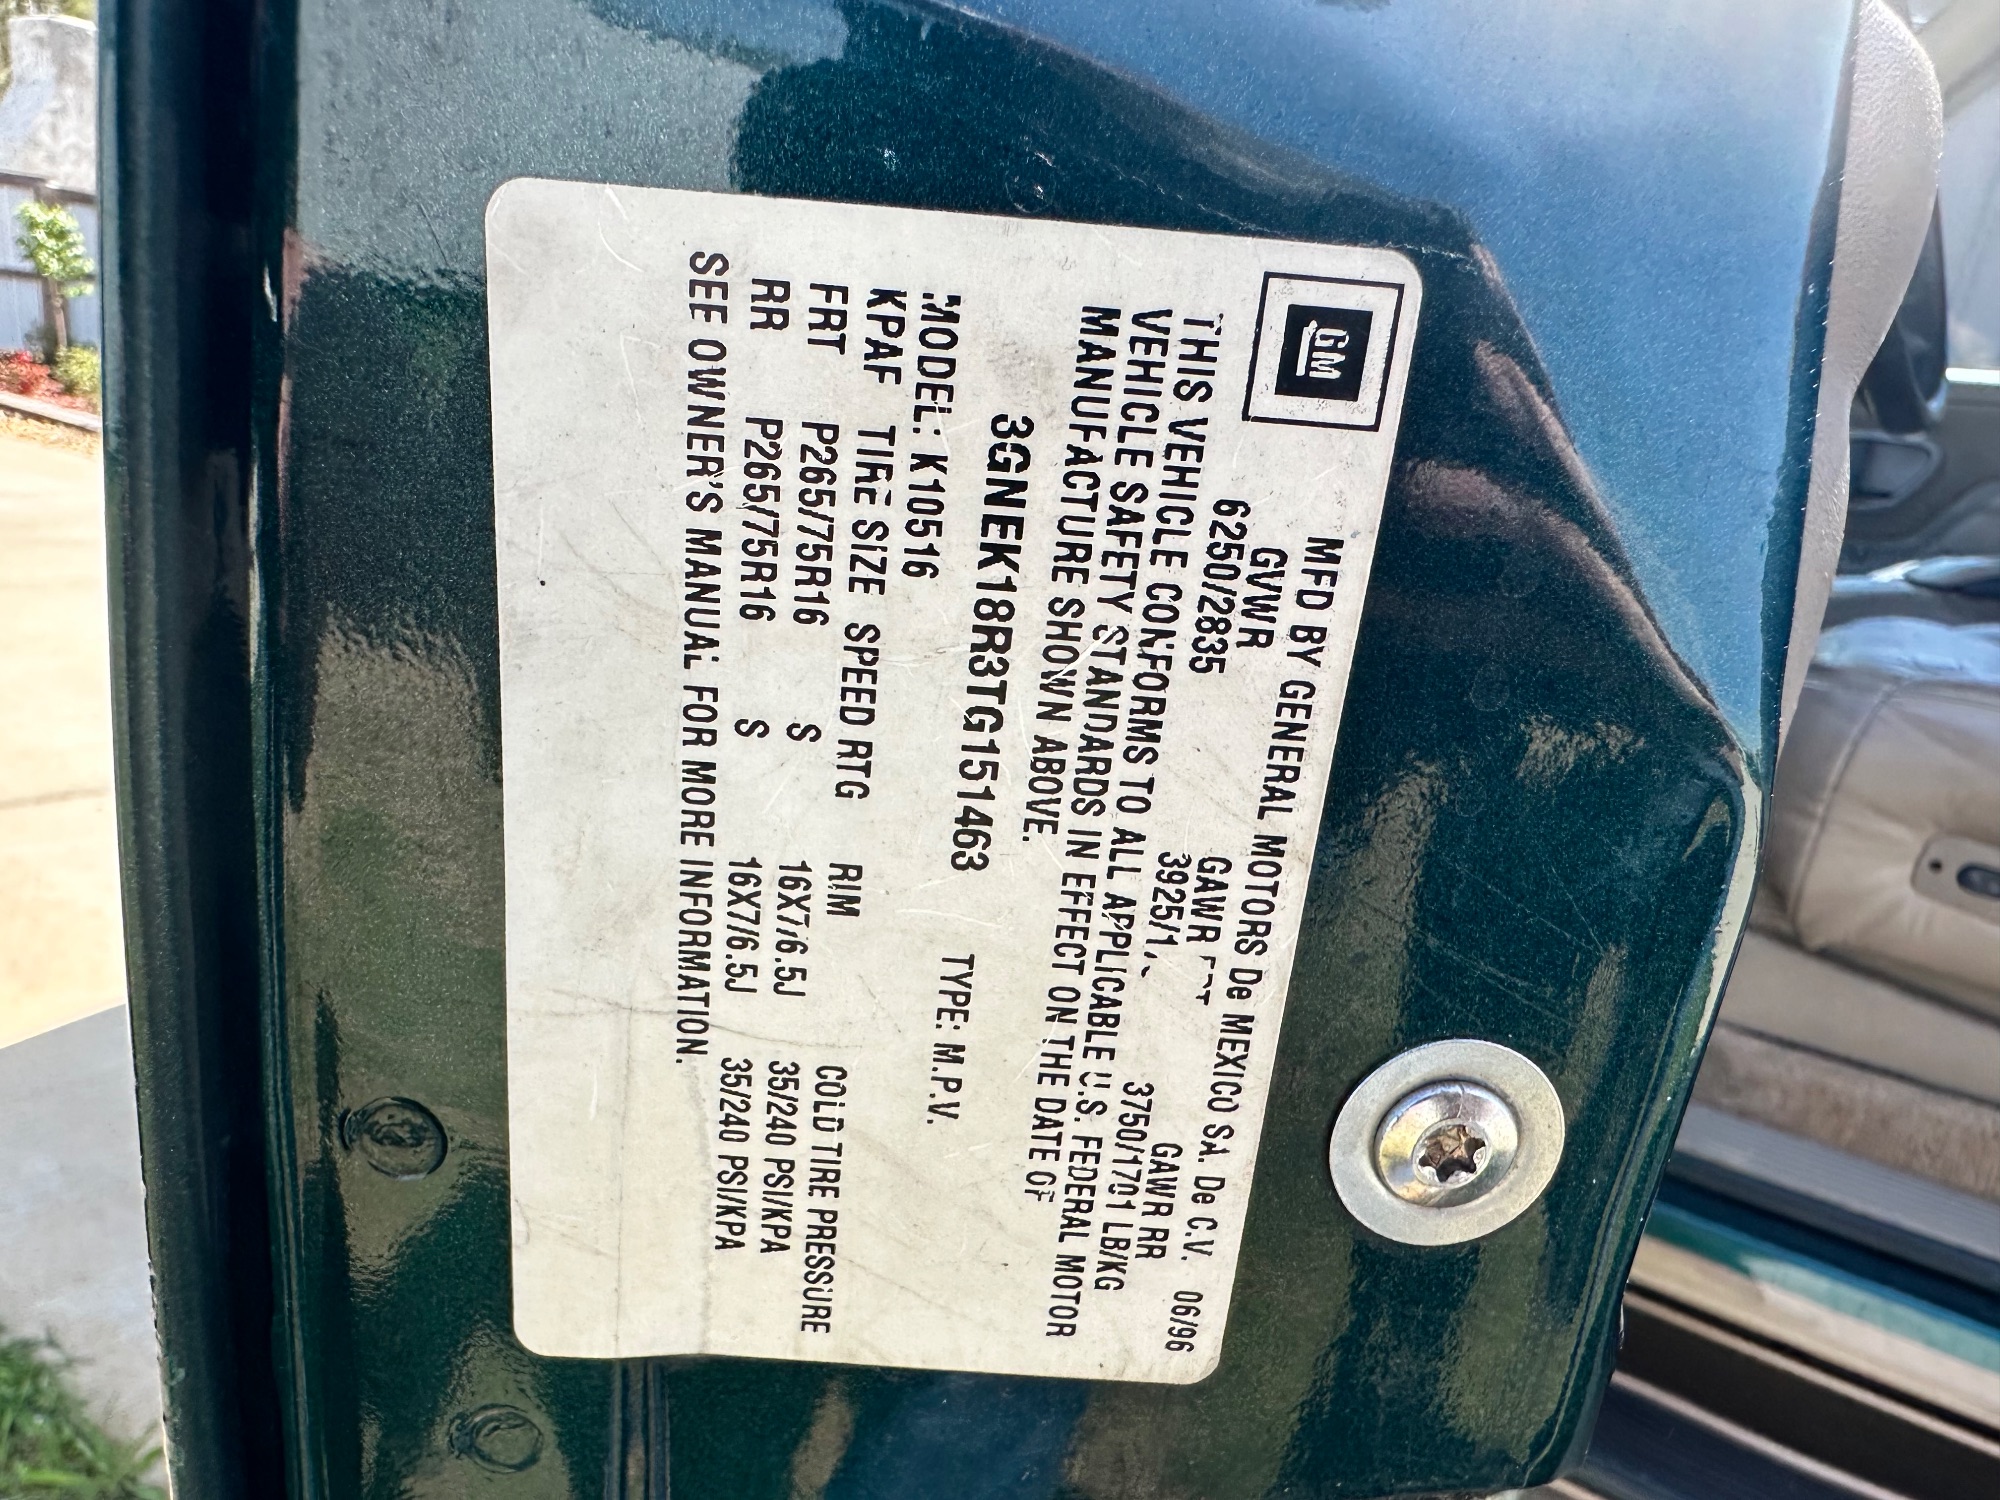 GM
MFD BY GENERAL MOTORS De MEXICO SA. De C.V. 06/96
GVWR GAWR GAWR RR
6250/2835 3925/ 3750/1701 LB/KG
THIS VEHICLE CONFORMS TO ALL APPLICABLE U.S. FEDERAL MOTOR
VEHICLE SAFETY STANDARDS IN EFFECT ON THE DATE OF
MANUFACTURE SHOWN ABOVE.
3GNEK18R3TG151463 TYPE: M.P.V.
MODEL: K10516
KPAF TIRE SIZE SPEED RTG RIM COLD TIRE PRESSURE
FRT P265/75R16 S 16X7/6.5J 35/240 PSI/KPA
RR P265/75R16 S 16X7/6.5J 35/240 PSI/KPA
SEE OWNER'S MANUAL FOR MORE INFORMATION.